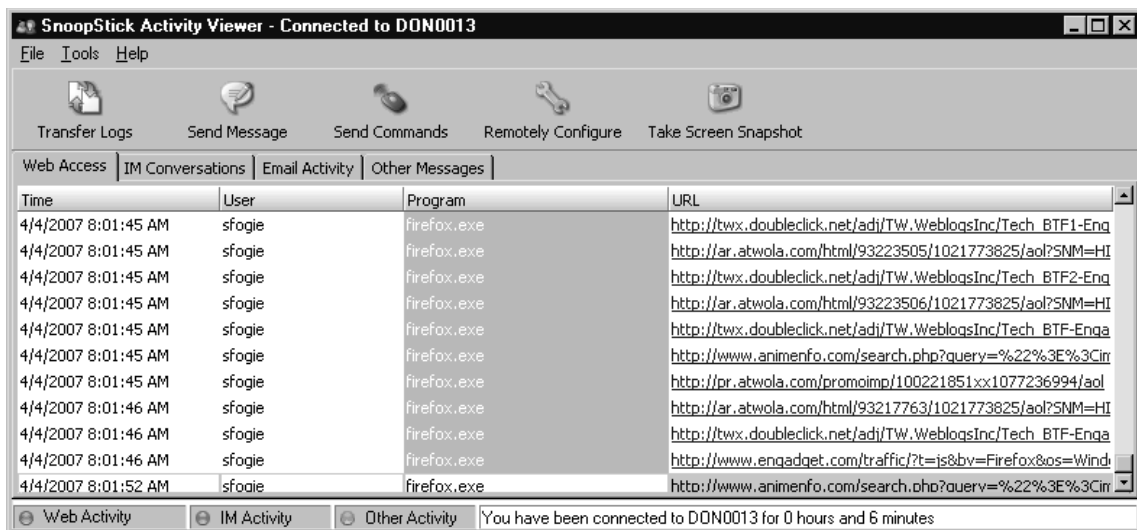 SnoopStick Activity Viewer - Connected to DON0013
File Tools Help
Transfer Logs Send Message Send Commands Remotely Configure Take Screen Snapshot
Web Access IM Conversations Email Activity Other Messages
Time User Program URL
4/4/2007 8:01:45 AM sfogie firefox.exe http://twx.doubleclick.net/adj/TW.WeblogsInc/Tech_BTF1-Eng
4/4/2007 8:01:45 AM sfogie firefox.exe http://ar.atwola.com/html/93223505/1021773825/aol?SNM=HI
4/4/2007 8:01:45 AM sfogie firefox.exe http://twx.doubleclick.net/adj/TW.WeblogsInc/Tech_BTF2-Eng
4/4/2007 8:01:45 AM sfogie firefox.exe http://ar.atwola.com/html/93223506/1021773825/aol?SNM=HI
4/4/2007 8:01:45 AM sfogie firefox.exe http://twx.doubleclick.net/adj/TW.WeblogsInc/Tech_BTF-Enga
4/4/2007 8:01:45 AM sfogie firefox.exe http://www.animenfo.com/search.php?query=%22%3E%3Cim
4/4/2007 8:01:45 AM sfogie firefox.exe http://pr.atwola.com/promoimp/100221851xx1077236994/aol
4/4/2007 8:01:46 AM sfogie firefox.exe http://ar.atwola.com/html/93217763/1021773825/aol?SNM=HI
4/4/2007 8:01:46 AM sfogie firefox.exe http://twx.doubleclick.net/adj/TW.WeblogsInc/Tech_BTF-Enga
4/4/2007 8:01:46 AM sfogie firefox.exe http://www.engadget.com/traffic/?t=js&bv=Firefox&os=Wind
4/4/2007 8:01:52 AM sfogie firefox.exe http://www.animenfo.com/search.php?query=%22%3E%3Cim
Web Activity IM Activity Other Activity You have been connected to DON0013 for 0 hours and 6 minutes